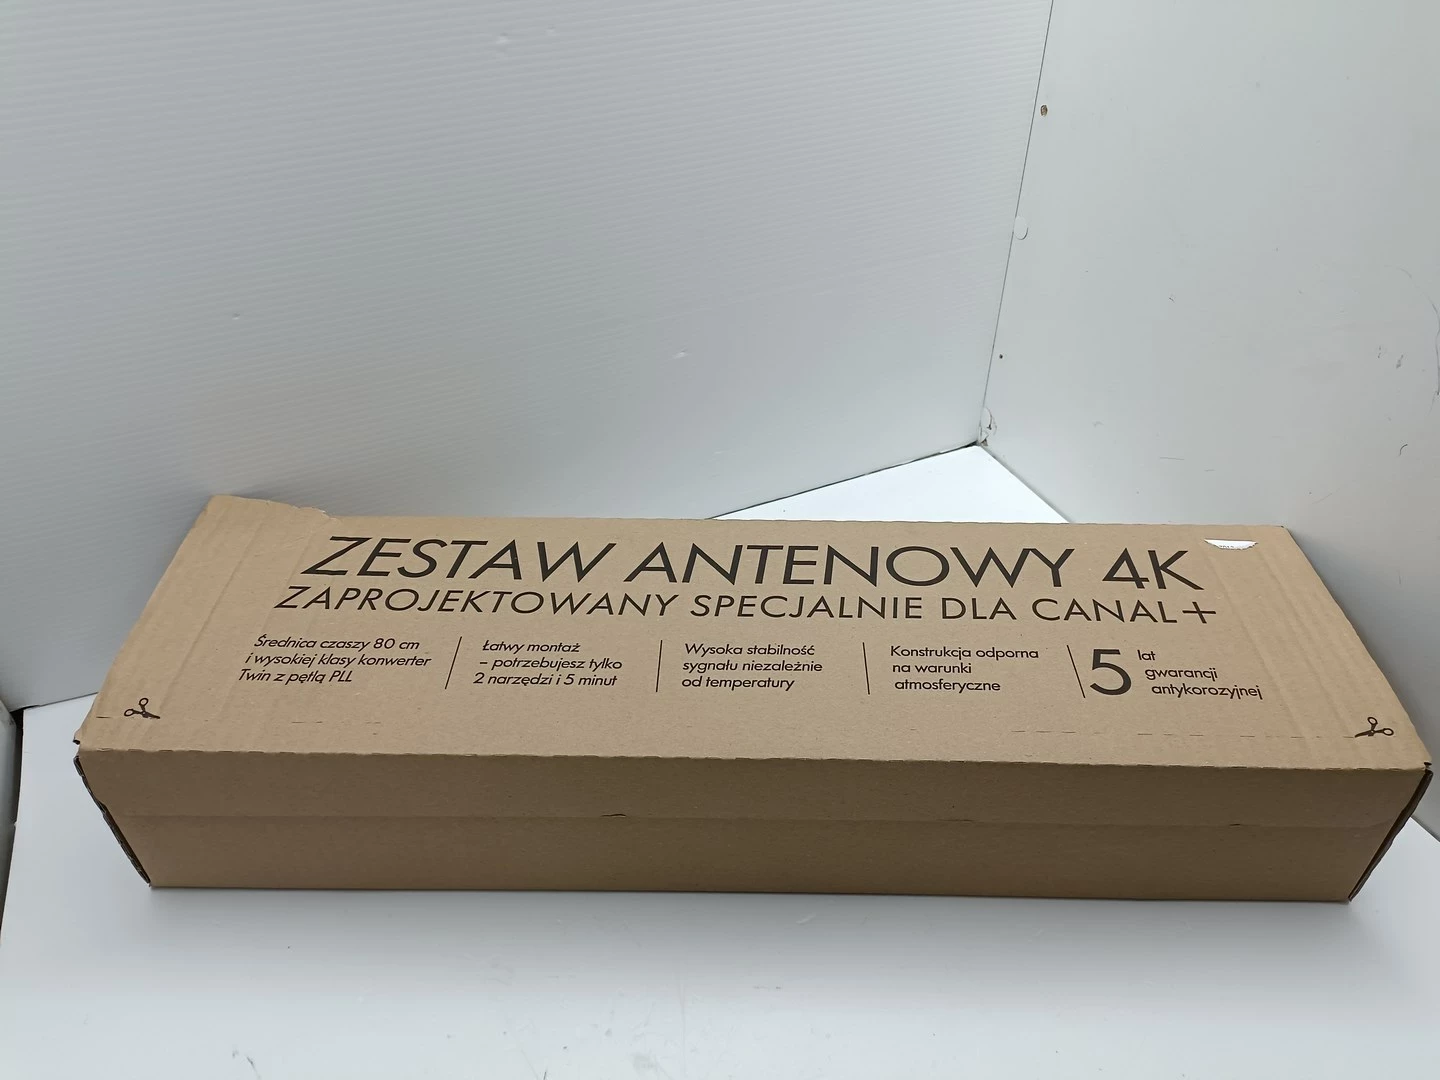 ZESTAW ANTENOWY 4K
ZAPROJEKTOWANY SPECJALNIE DLA CANAL+
Średnica czaszy 80 cm
i wysokiej klasy konwerter
Twin z pętlą PLL
Łatwy montaż
– potrzebujesz tylko
2 narzędzi i 5 minut
Wysoka stabilność
sygnału niezależnie
od temperatury
Konstrukcja odporna
na warunki
atmosferyczne
5 lat
gwarancji
antykorozyjnej